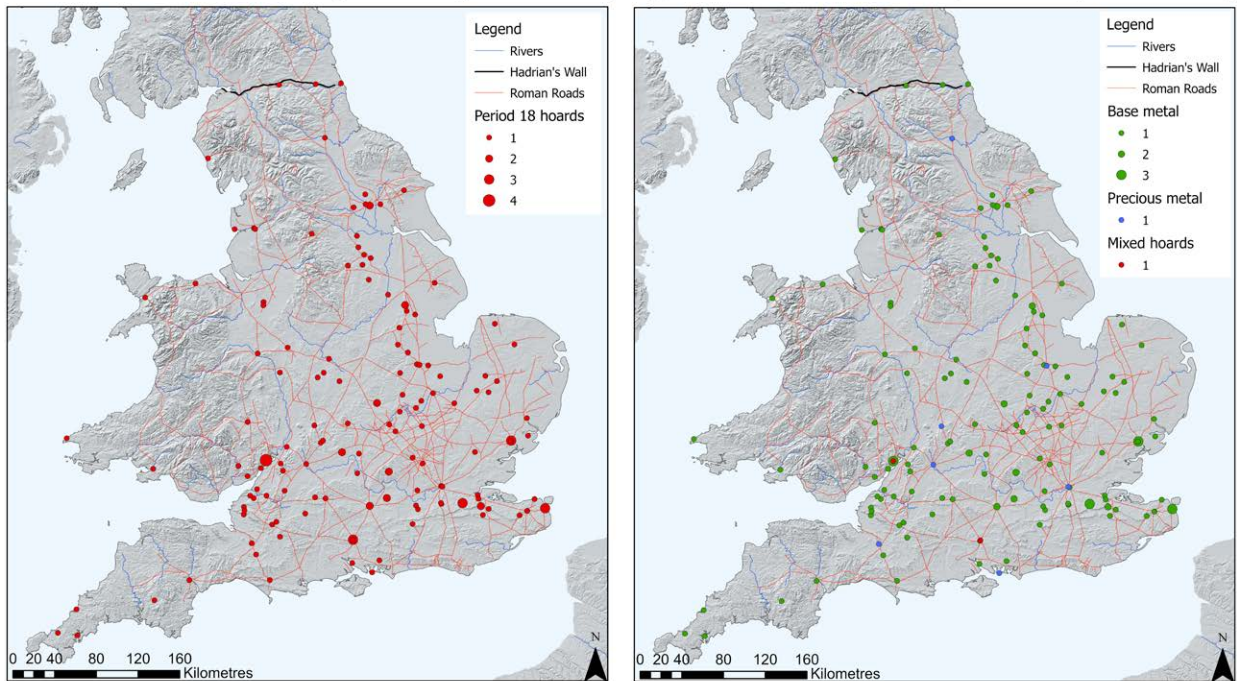 Legend
Rivers
Hadrian's Wall
Roman Roads
Period 18 hoards
1
2
3
4
N
0 20 40 80 120 160
Kilometres
Legend
Rivers
Hadrian's Wall
Roman Roads
Base metal
1
2
3
Precious metal
1
Mixed hoards
1
N
0 20 40 80 120 160
Kilometres